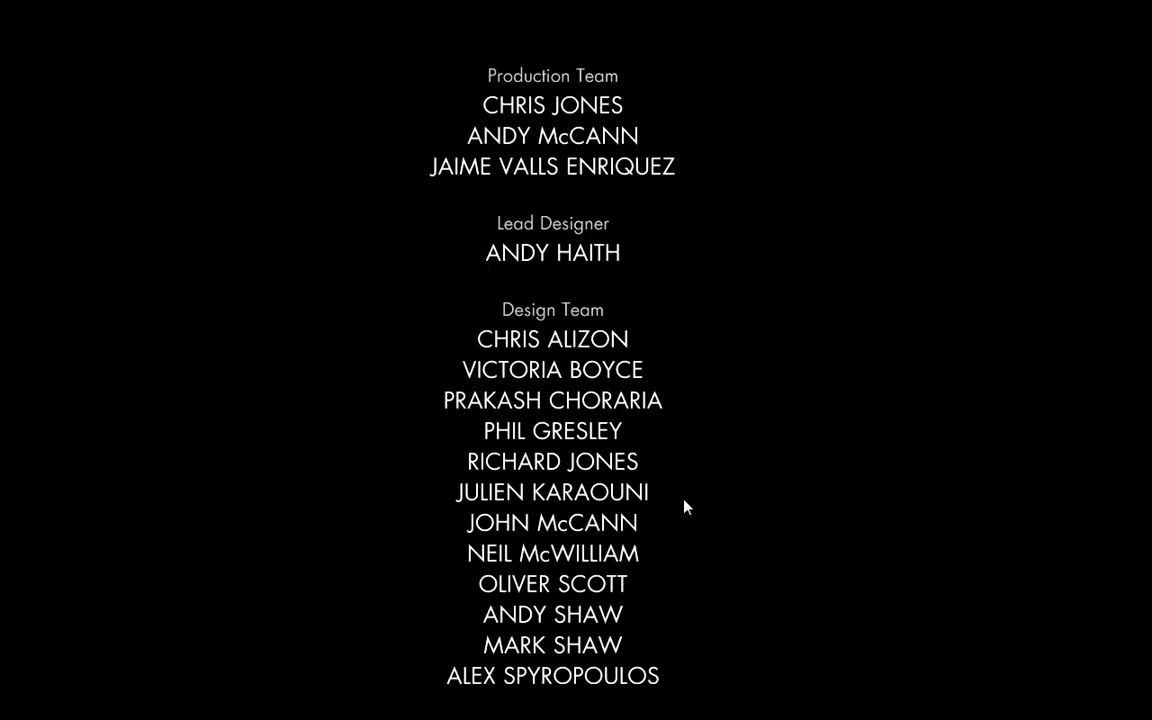 Production Team
CHRIS JONES
ANDY McCANN
JAIME VALLS ENRIQUEZ
Lead Designer
ANDY HAITH
Design Team
CHRIS ALIZON
VICTORIA BOYCE
PRAKASH CHORARIA
PHIL GRESLEY
RICHARD JONES
JULIEN KARAOUNI
JOHN McCANN
NEIL McWILLIAM
OLIVER SCOTT
ANDY SHAW
MARK SHAW
ALEX SPYROPOULOS